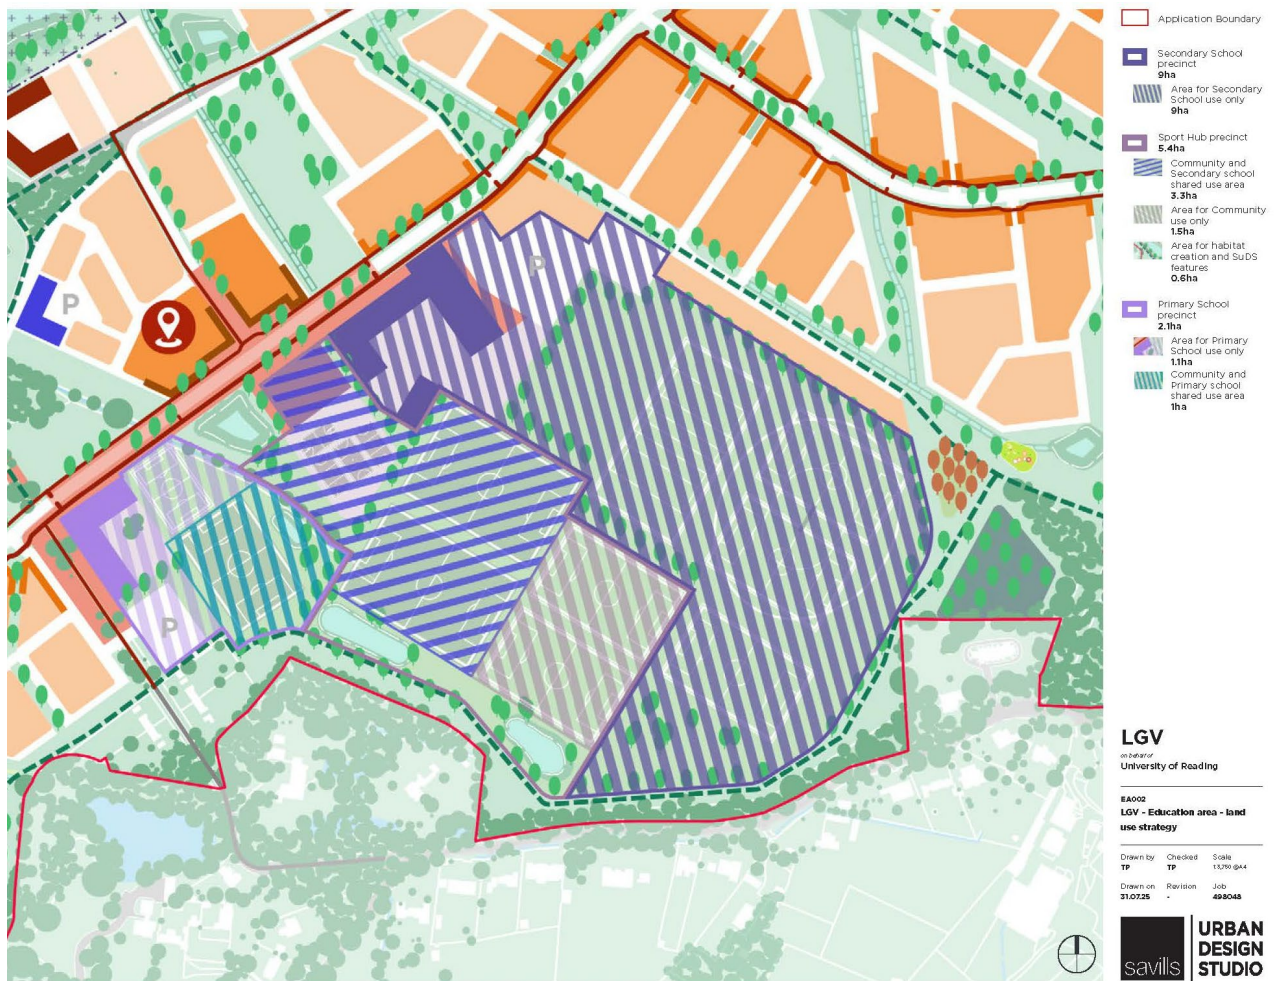 P
P
P
Application Boundary
Secondary School
precinct
9ha
Area for Secondary
School use only
9ha
Sport Hub precinct
5.4ha
Community and
Secondary school
shared use area
3.3ha
Area for Community
use only
1.5ha
Area for habitat
creation and SuDS
features
0.6ha
Primary School
precinct
2.1ha
Area for Primary
School use only
1.1ha
Community and
Primary school
shared use area
1ha
LGV
on behalf of
University of Reading
EA002
LGV - Education area - land
use strategy
Drawn by Checked Scale
TP TP 1:3,750 @A4
Drawn on Revision Job
31.07.25 - 498048
savills
URBAN
DESIGN
STUDIO